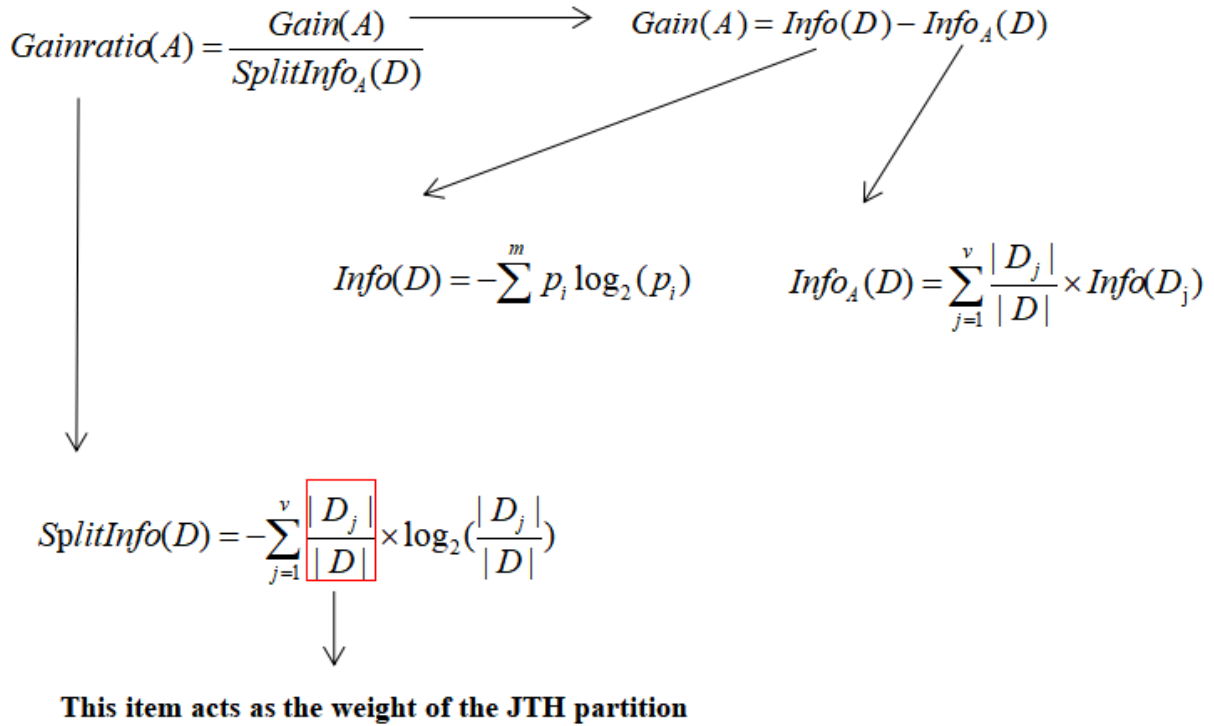 Gainratio(A) = Gain(A) / SplitInfo_A(D)
Gain(A) = Info(D) − Info_A(D)
Info(D) = −∑^m p_i log_2(p_i)
Info_A(D) = ∑_{j=1}^v |D_j| / |D| × Info(D_j)
SplitInfo(D) = −∑_{j=1}^v |D_j| / |D| × log_2(|D_j| / |D|)
This item acts as the weight of the JTH partition